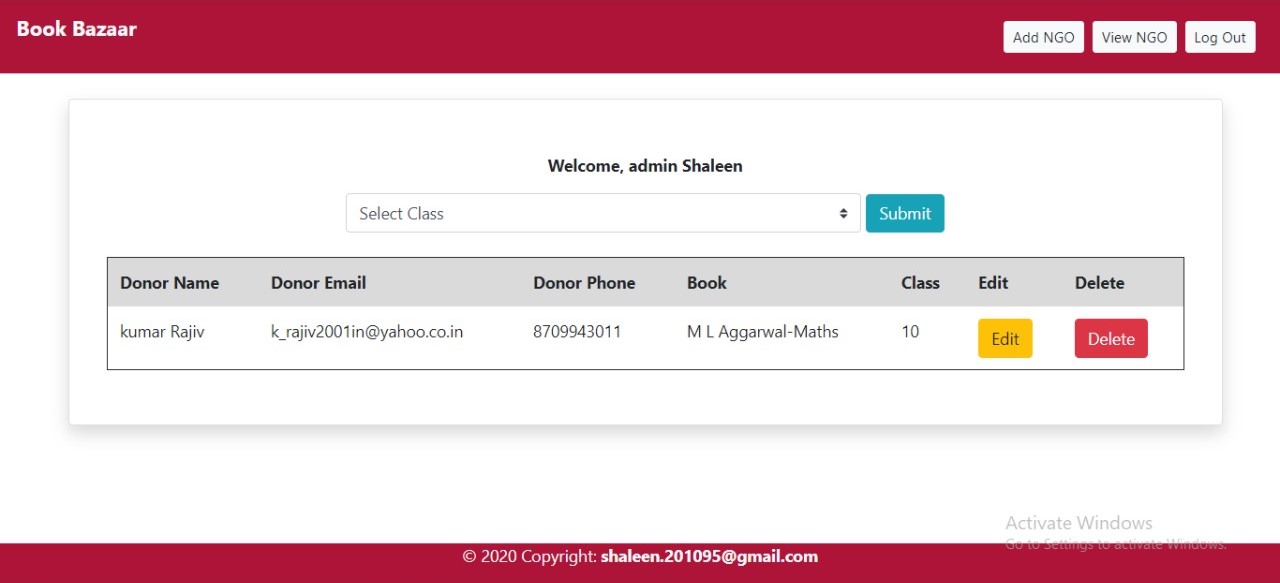 Book Bazaar
Add NGO View NGO Log Out
Welcome, admin Shaleen
Select Class Submit
Donor Name Donor Email Donor Phone Book Class Edit Delete
kumar Rajiv k_rajiv2001in@yahoo.co.in 8709943011 M L Aggarwal-Maths 10 Edit Delete
Activate Windows
Go to Settings to activate Windows.
© 2020 Copyright: shaleen.201095@gmail.com